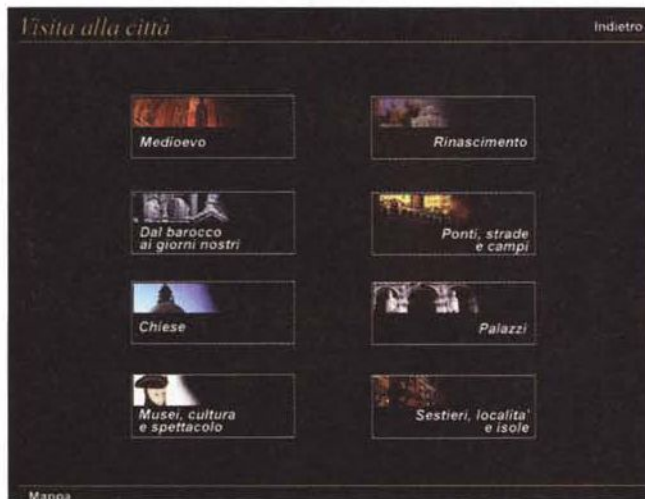 Visita alla città
Indietro
Medioevo
Rinascimento
Dal barocco
ai giorni nostri
Ponti, strade
e campi
Chiese
Palazzi
Musei, cultura
e spettacolo
Sestieri, localita'
e isole
Mappa